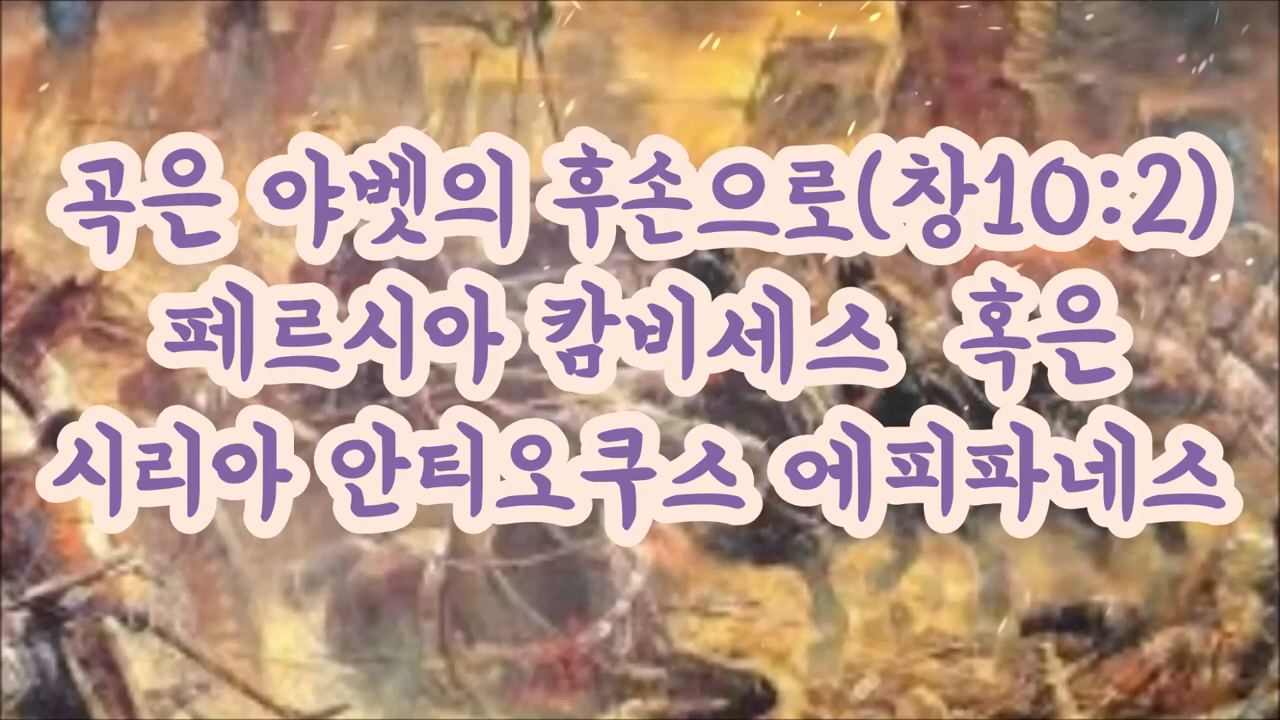 곡은 야벳의 후손으로(창10:2)
페르시아 캄비세스 혹은
시리아 안티오쿠스 에피파네스